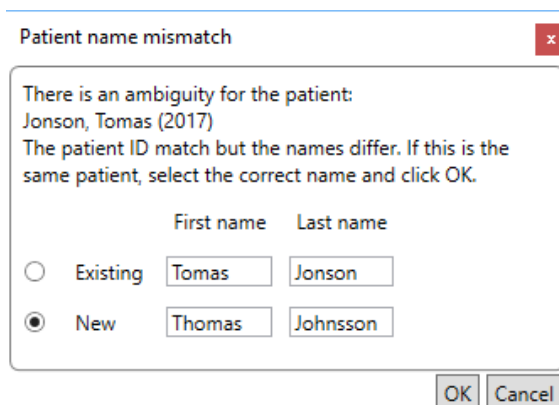 Patient name mismatch
x
There is an ambiguity for the patient:
Jonson, Tomas (2017)
The patient ID match but the names differ. If this is the
same patient, select the correct name and click OK.
First name Last name
Existing Tomas Jonson
New Thomas Johnsson
OK Cancel